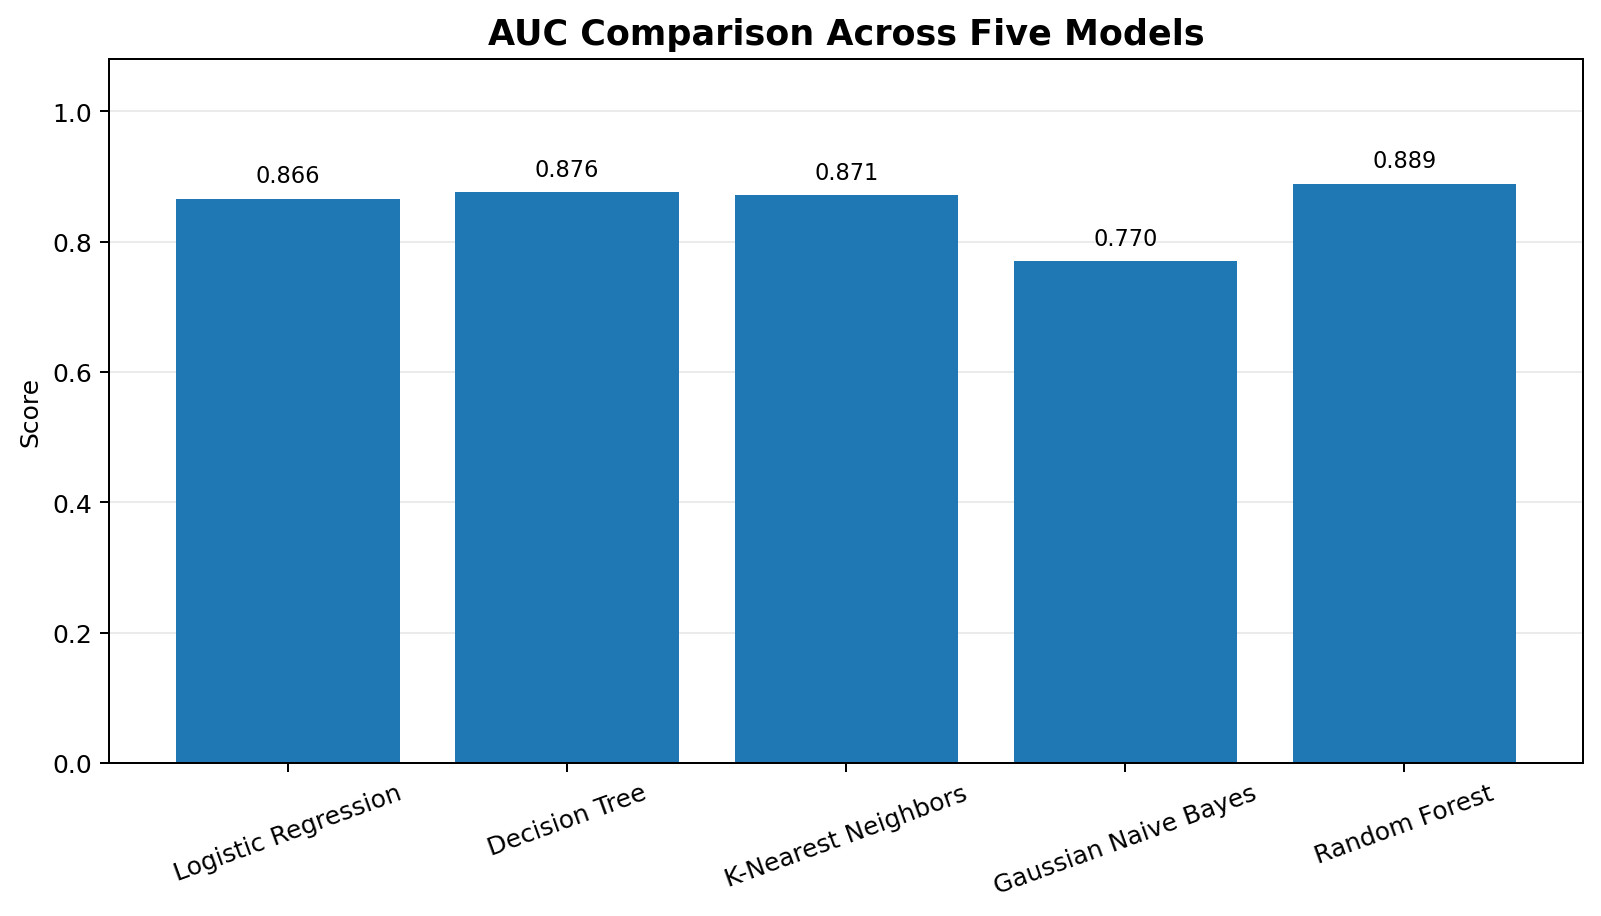 AUC Comparison Across Five Models
Score
1.0
0.8
0.6
0.4
0.2
0.0
0.866
0.876
0.871
0.770
0.889
Logistic Regression
Decision Tree
K-Nearest Neighbors
Gaussian Naive Bayes
Random Forest